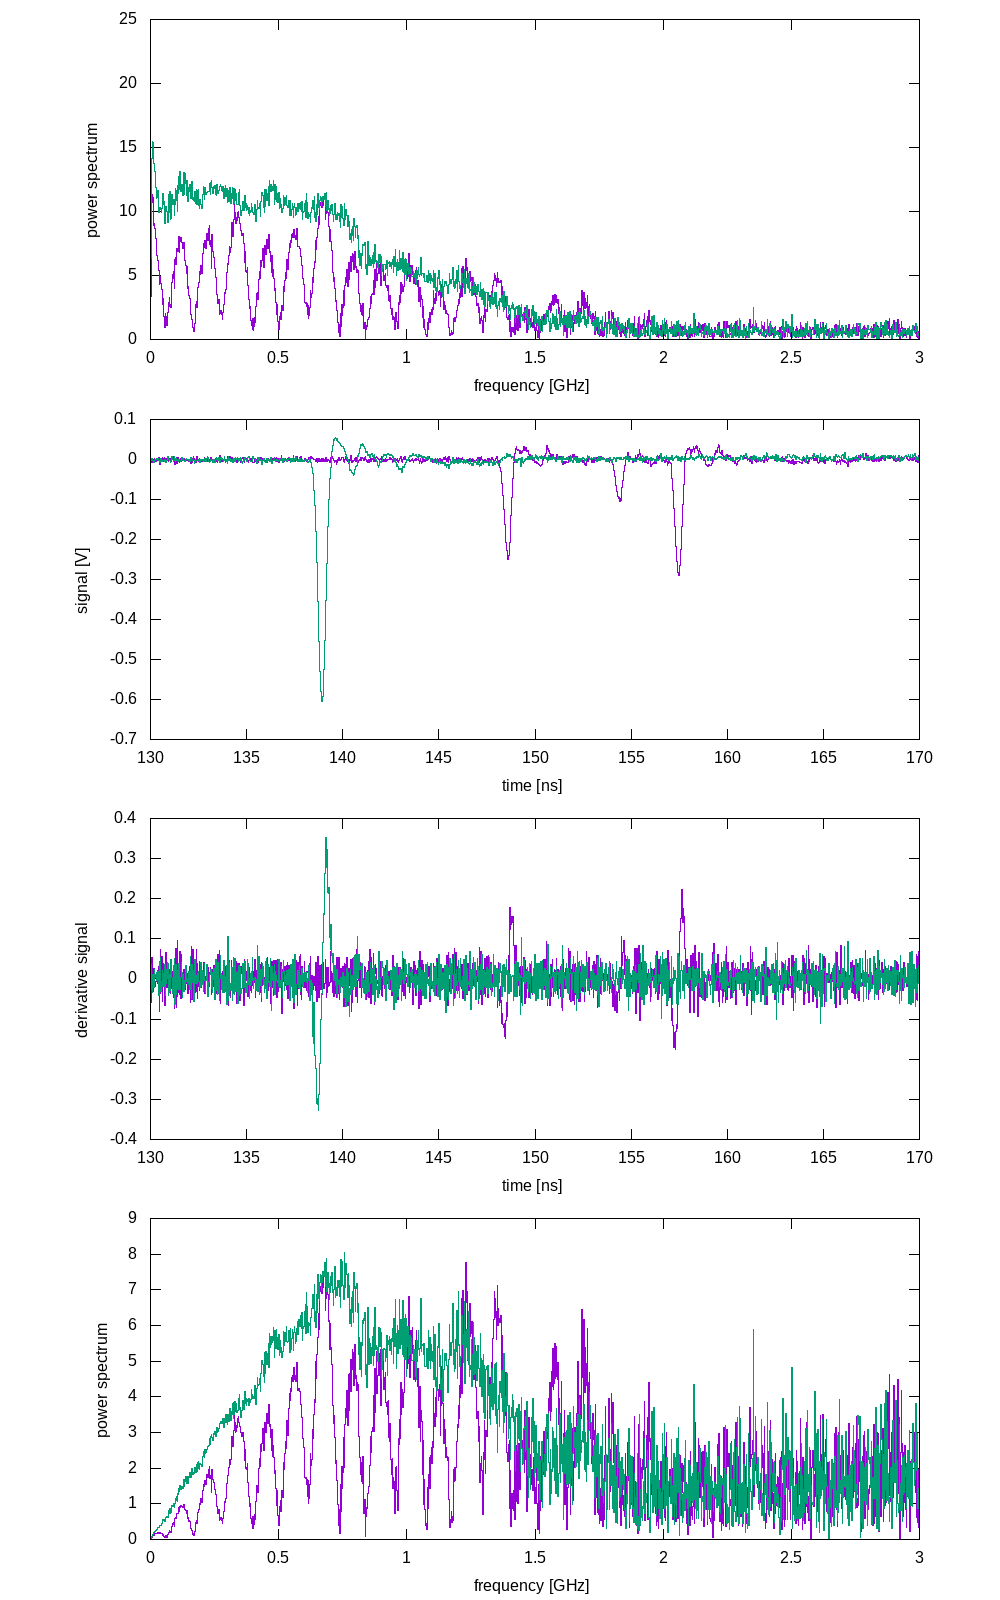 25
20
15
10
5
0
power spectrum
0 0.5 1 1.5 2 2.5 3
frequency [GHz]
0.1
0
-0.1
-0.2
-0.3
-0.4
-0.5
-0.6
-0.7
signal [V]
130 135 140 145 150 155 160 165 170
time [ns]
0.4
0.3
0.2
0.1
0
-0.1
-0.2
-0.3
-0.4
derivative signal
130 135 140 145 150 155 160 165 170
time [ns]
9
8
7
6
5
4
3
2
1
0
power spectrum
0 0.5 1 1.5 2 2.5 3
frequency [GHz]